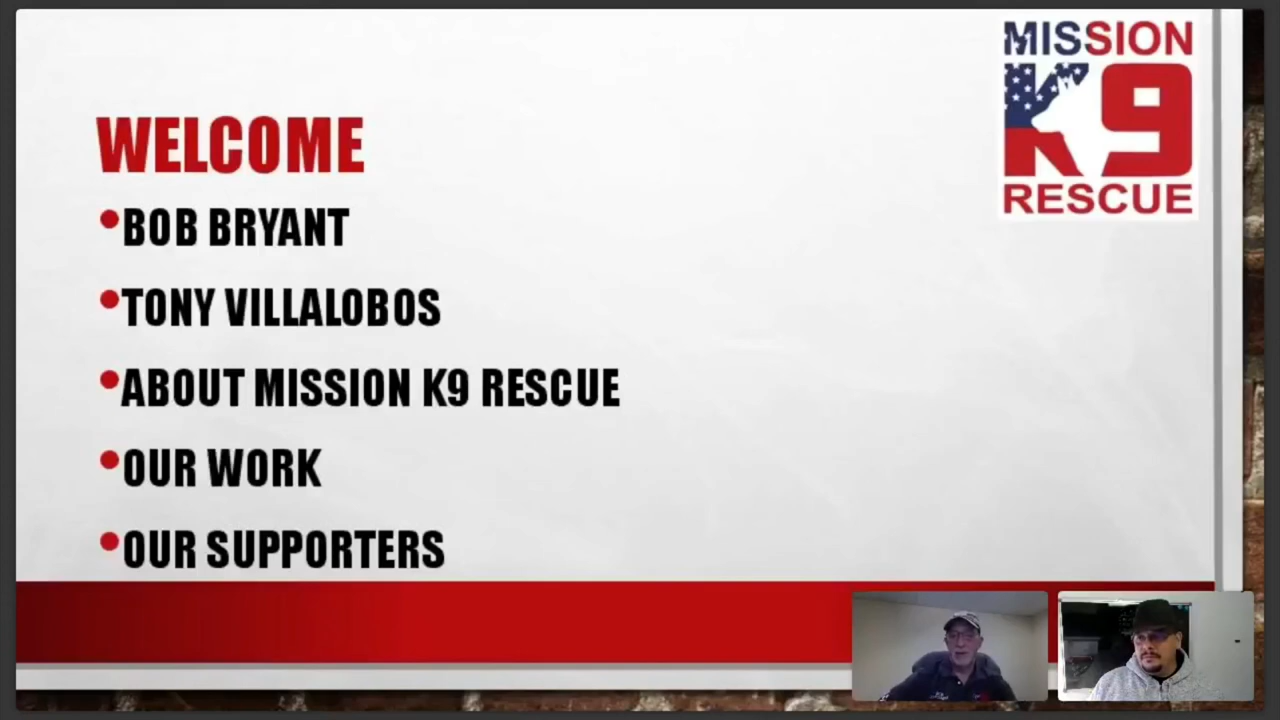 MISSION
K9
RESCUE
WELCOME
•BOB BRYANT
•TONY VILLALOBOS
•ABOUT MISSION K9 RESCUE
•OUR WORK
•OUR SUPPORTERS